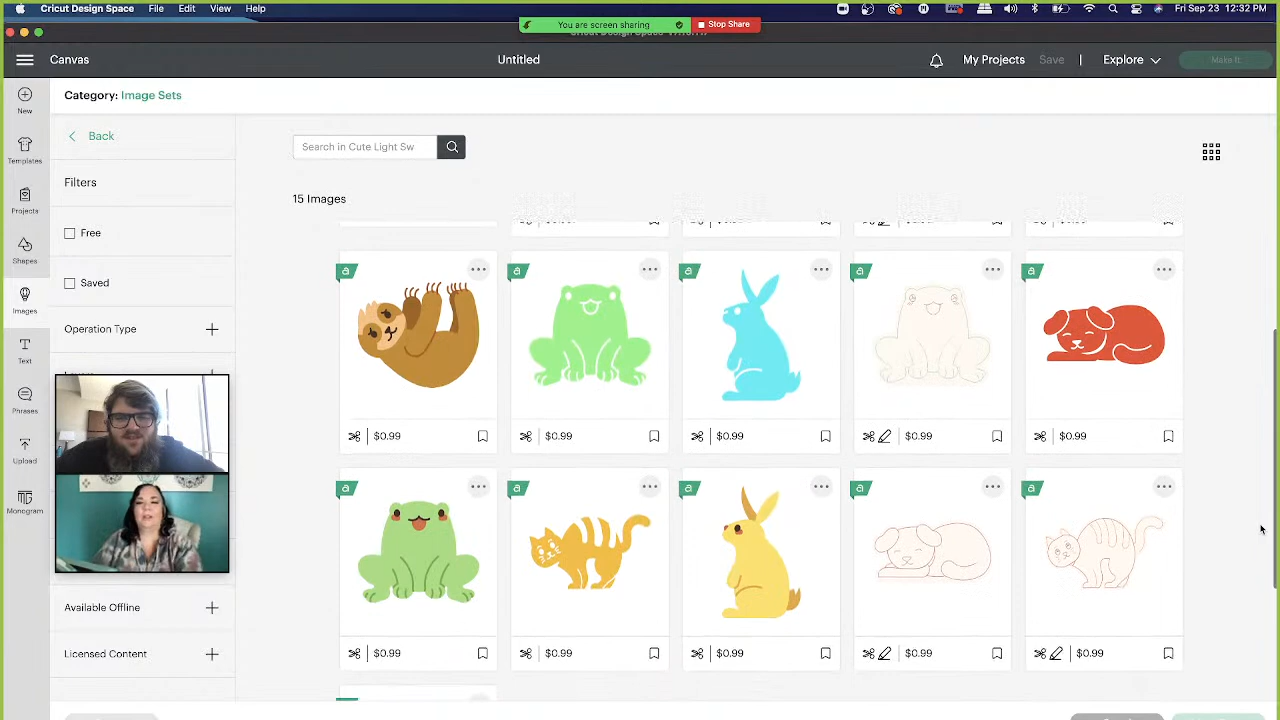 Cricut Design Space File Edit View Help Fri Sep 23 12:32 PM
You are screen sharing Stop Share
Canvas Untitled My Projects Save | Explore Make It
Category: Image Sets
New
Templates
Projects
Shapes
Images
Text
Phrases
Upload
Monogram
Back
Filters
Free
Saved
Operation Type
Available Offline
Licensed Content
Search in Cute Light Sw
15 Images
a a a a a
$0.99 $0.99 $0.99 $0.99 $0.99
a a a a a
$0.99 $0.99 $0.99 $0.99 $0.99